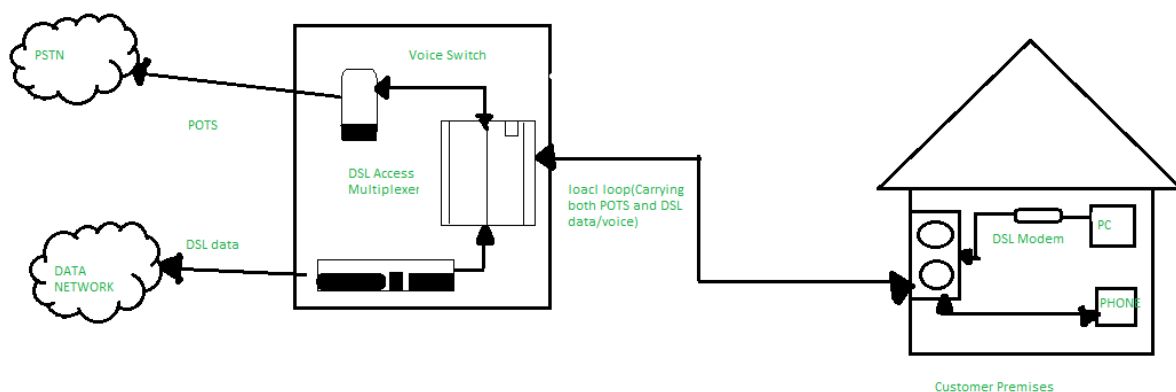 PSTN
Voice Switch
POTS
DSL Access
Multiplexer
loacl loop(Carrying
both POTS and DSL
data/voice)
DSL data
DATA
NETWORK
DSL Modem
PC
PHONE
Customer Premises